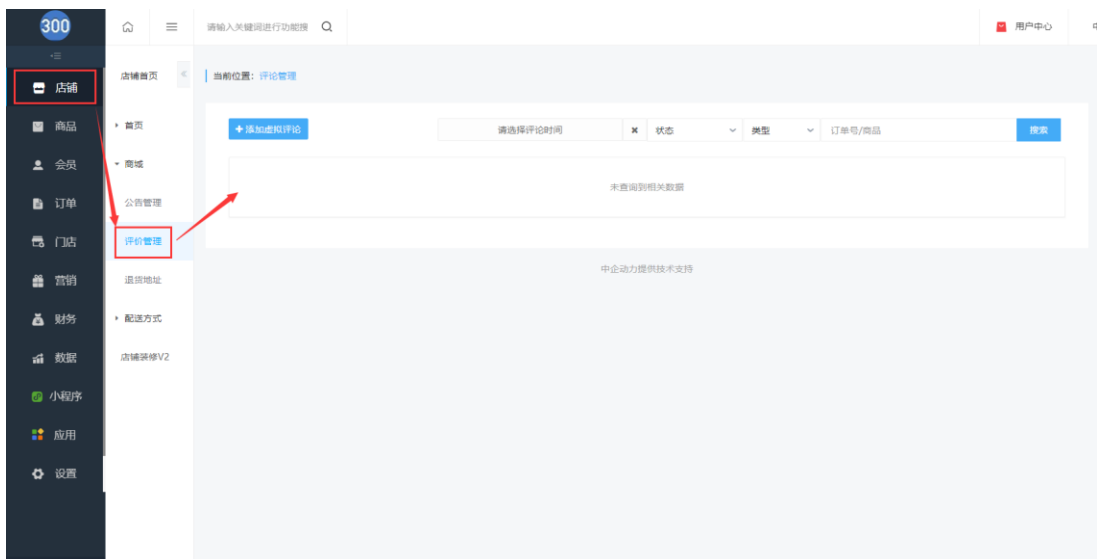 300
请输入关键词进行功能搜
用户中心
店铺
商品
会员
订单
门店
营销
财务
数据
小程序
应用
设置
店铺首页
首页
商城
公告管理
评价管理
退货地址
配送方式
店铺装修V2
当前位置：评论管理
添加虚拟评论
请选择评论时间
状态
类型
订单号/商品
搜索
未查询到相关数据
中企动力提供技术支持